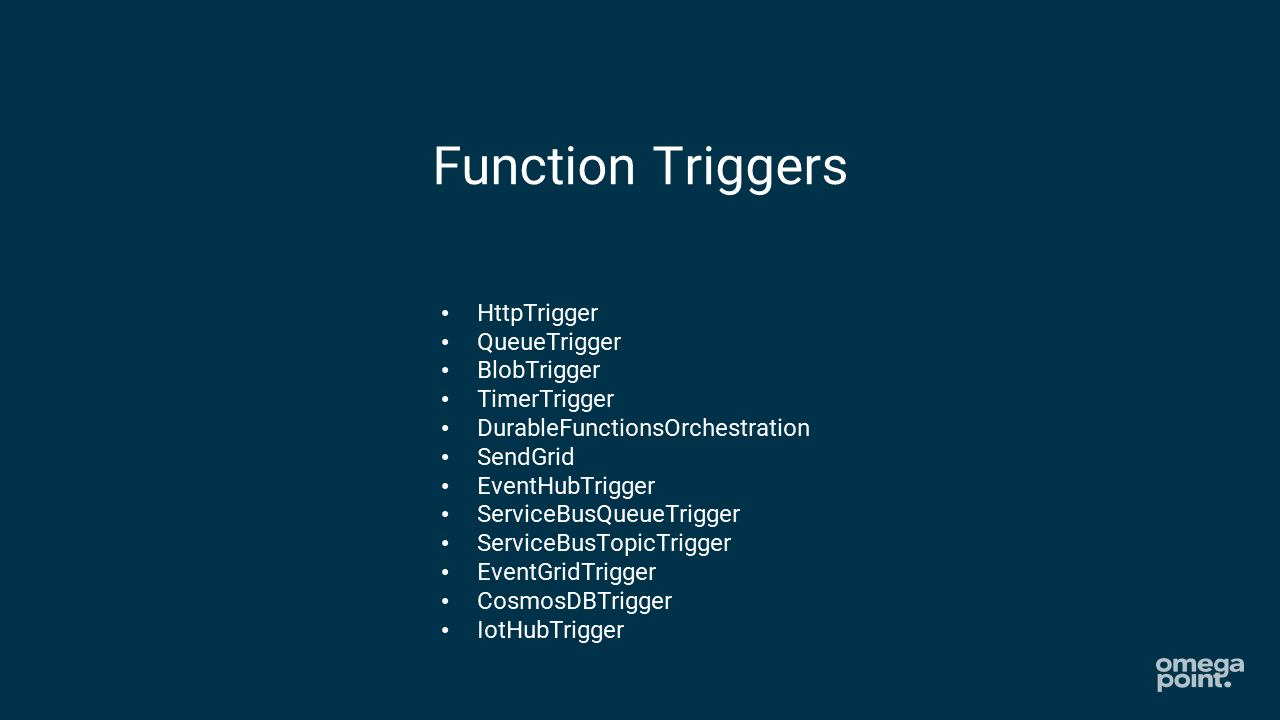 Function Triggers
• HttpTrigger
• QueueTrigger
• BlobTrigger
• TimerTrigger
• DurableFunctionsOrchestration
• SendGrid
• EventHubTrigger
• ServiceBusQueueTrigger
• ServiceBusTopicTrigger
• EventGridTrigger
• CosmosDBTrigger
• IotHubTrigger
omega
point.